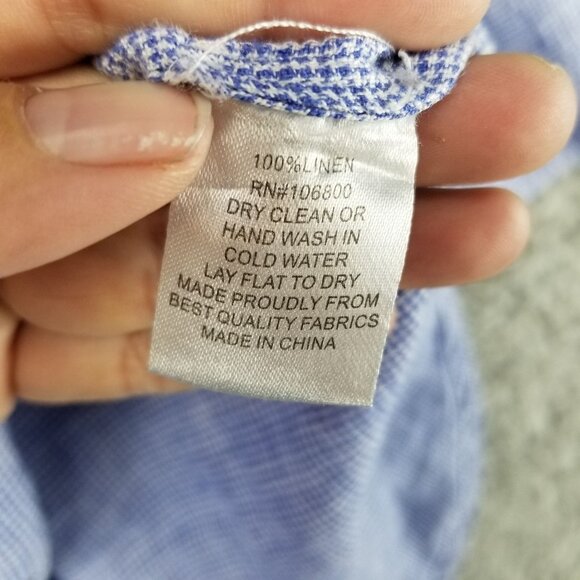 100%LINEN
RN#106800
DRY CLEAN OR
HAND WASH IN
COLD WATER
LAY FLAT TO DRY
MADE PROUDLY FROM
BEST QUALITY FABRICS
MADE IN CHINA